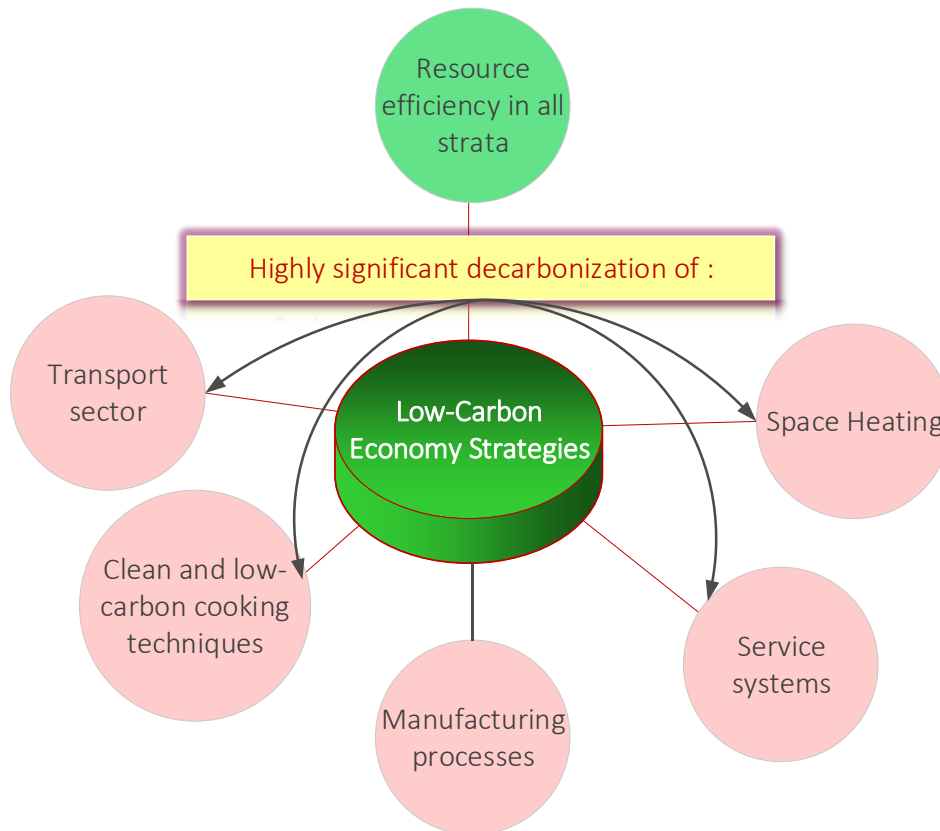 Resource
efficiency in all
strata
Highly significant decarbonization of :
Transport
sector
Low-Carbon
Economy Strategies
Space Heating
Clean and low-
carbon cooking
techniques
Service
systems
Manufacturing
processes